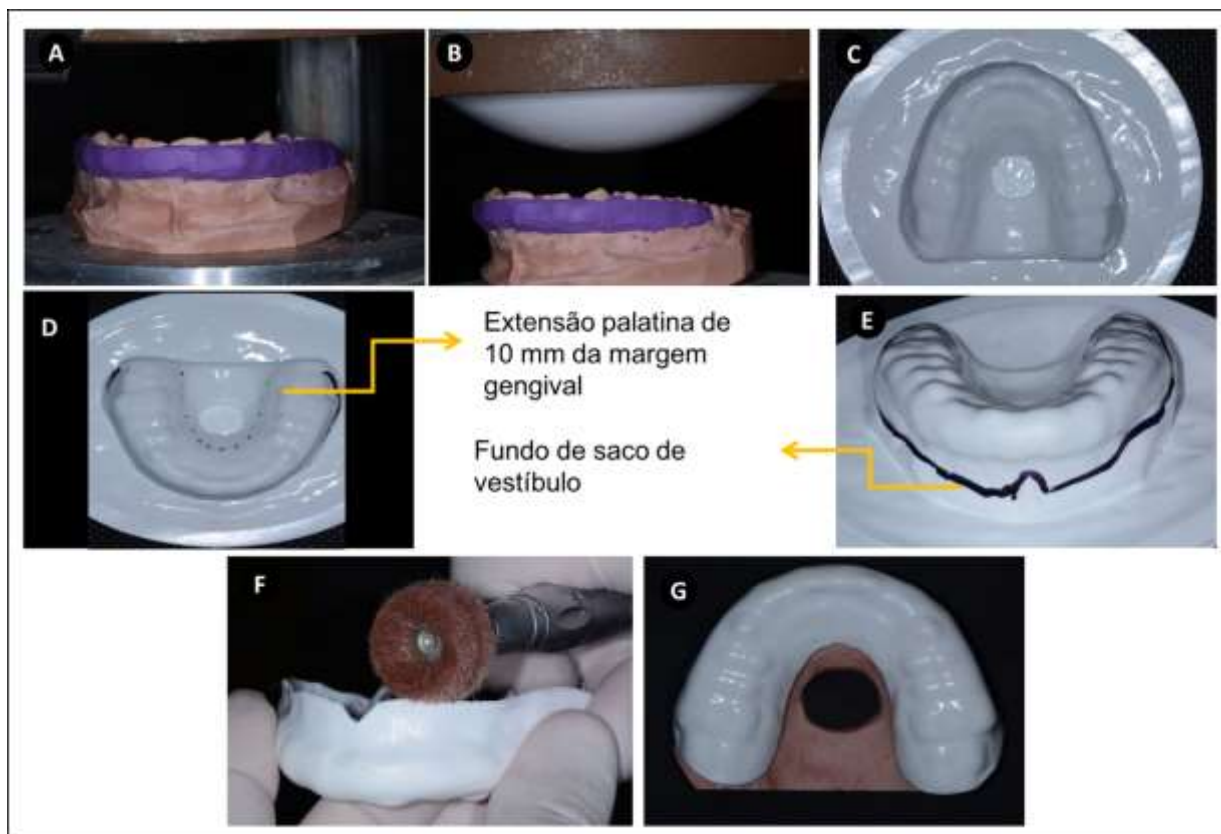 A
B
C
D
Extensão palatina de
10 mm da margem
gengival
E
Fundo de saco de
vestíbulo
F
G